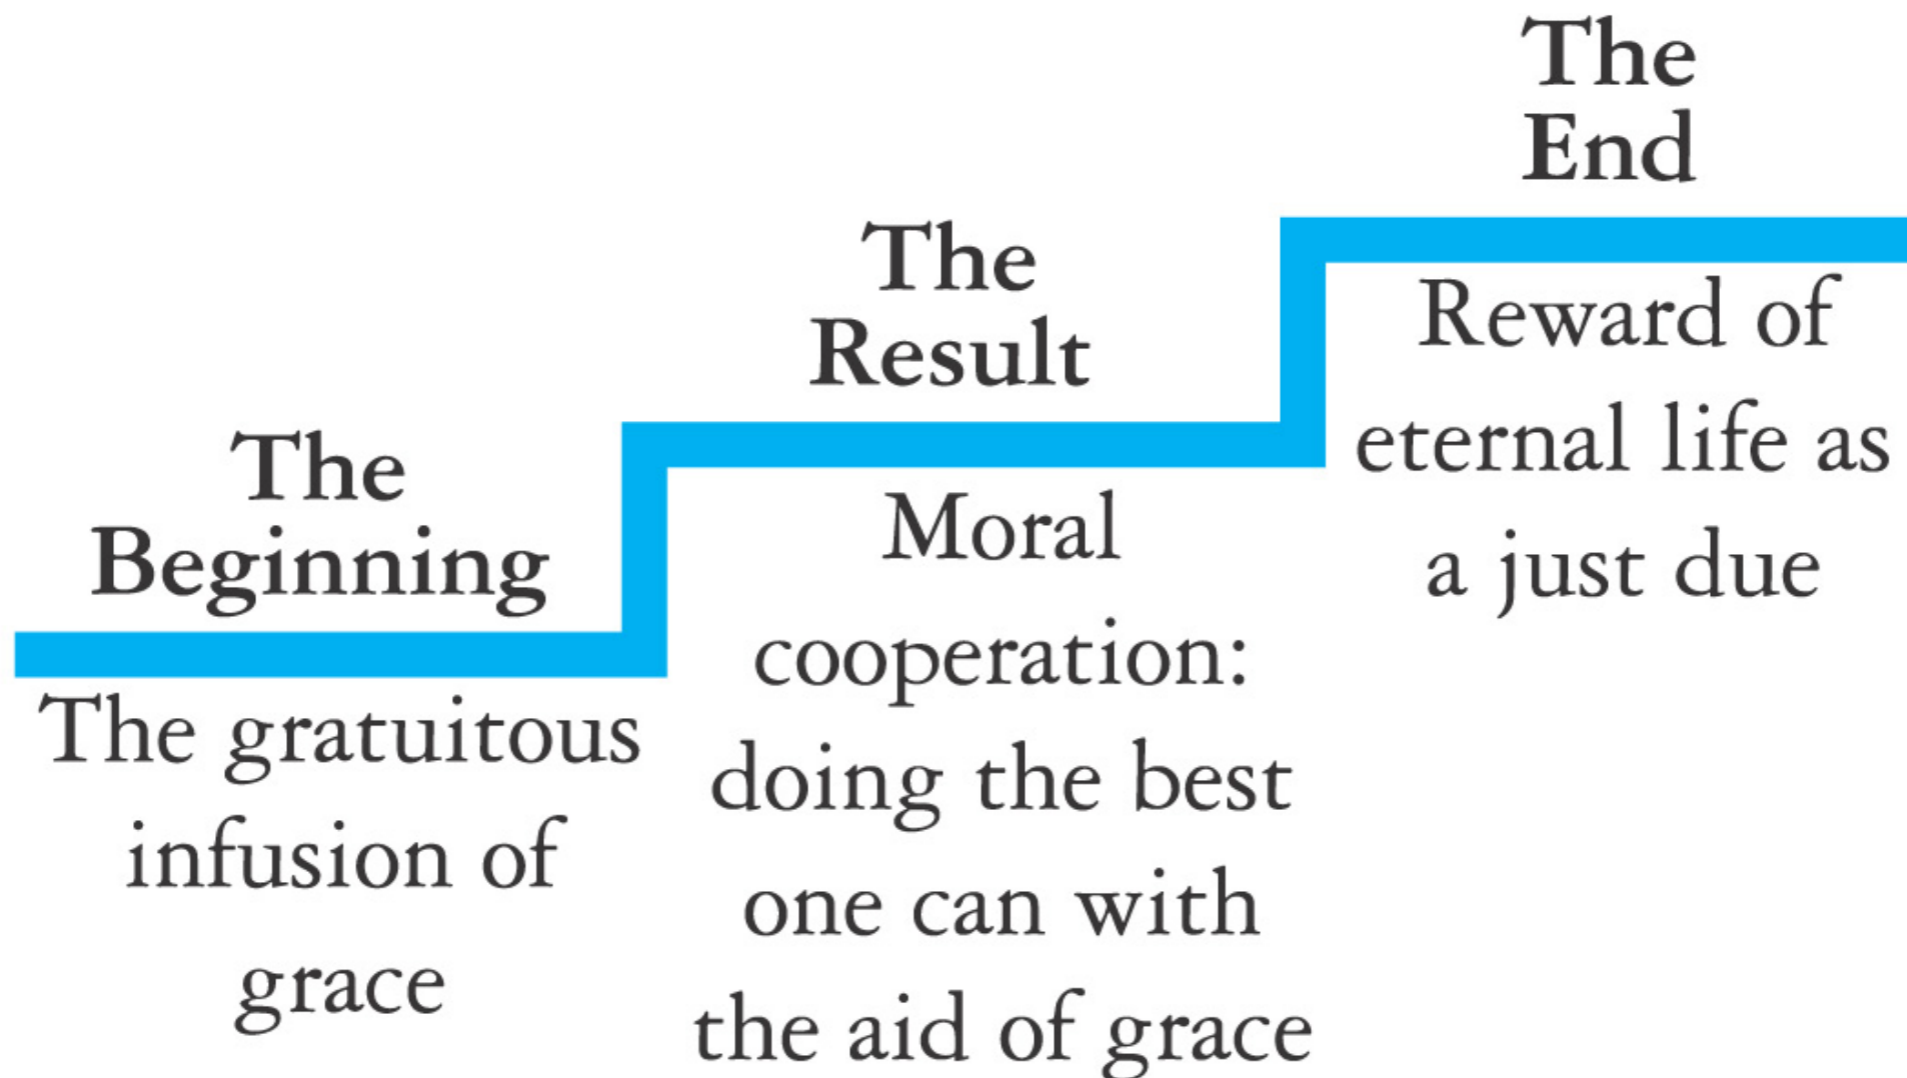 The
Beginning
The gratuitous
infusion of
grace
The
Result
Moral
cooperation:
doing the best
one can with
the aid of grace
The
End
Reward of
eternal life as
a just due